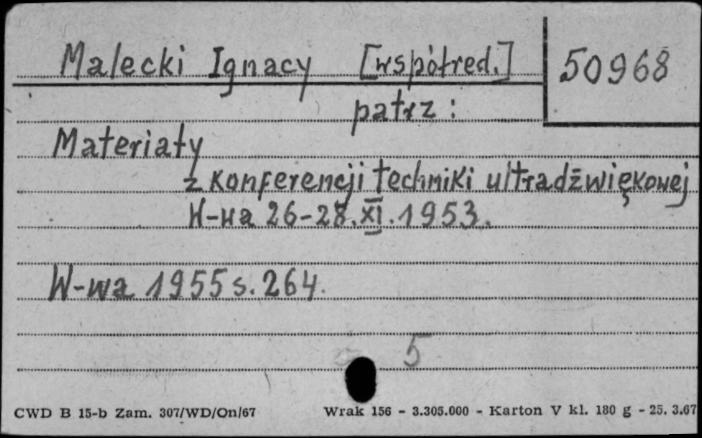 Malecki Ignacy [współred.] 50968
patrz:
Materiały
z Konferencji techniki ultradźwiękowej
W-wa 26-28.XI.1953.
W-wa 1955 s. 264.
5
CWD B 15-b Zam. 307/WD/On/67 Wrak 156 - 3.305.000 - Karton V kl. 180 g - 25. 3.67